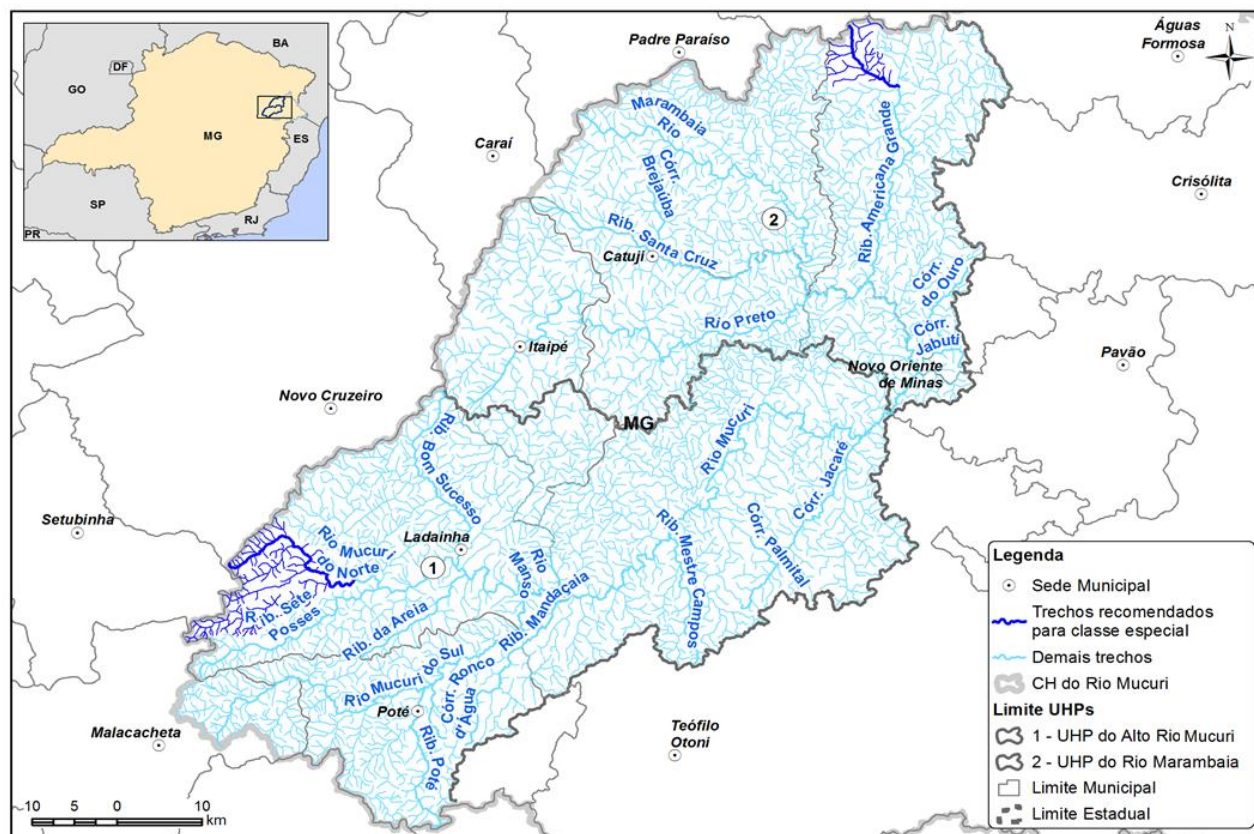 BA
DF
GO
MG
ES
SP
RJ
PR
Padre Paraíso
Águas
Formosa
N
Caraí
Marambaia
Rio
Córr.
Brejaúba
Rib. Americana Grande
Crisólita
2
Rib. Santa Cruz
Catuji
Córr.
do Ouro
Rio Preto
Córr.
Jabuti
Itaipé
Pavão
Novo Oriente
de Minas
Novo Cruzeiro
MG
Rib. Bom Sucesso
Rio Mucuri
Córr. Jacaré
Setubinha
Ladainha
Rio Mucuri
do Norte
1
Rio
Manso
Rib. Mestre Campos
Córr. Palmital
R. ib. Sete
Posses
Rib. da Areia
Rib. Mandaçaia
Rio Mucuri do Sul
Córr. Ronco
d'Água
Poté
Rib. Poté
Malacacheta
Teófilo
Otoni
10 5 0 10
km
Legenda
Sede Municipal
Trechos recomendados
para classe especial
Demais trechos
CH do Rio Mucuri
Limite UHPs
1 - UHP do Alto Rio Mucuri
2 - UHP do Rio Marambaia
Limite Municipal
Limite Estadual